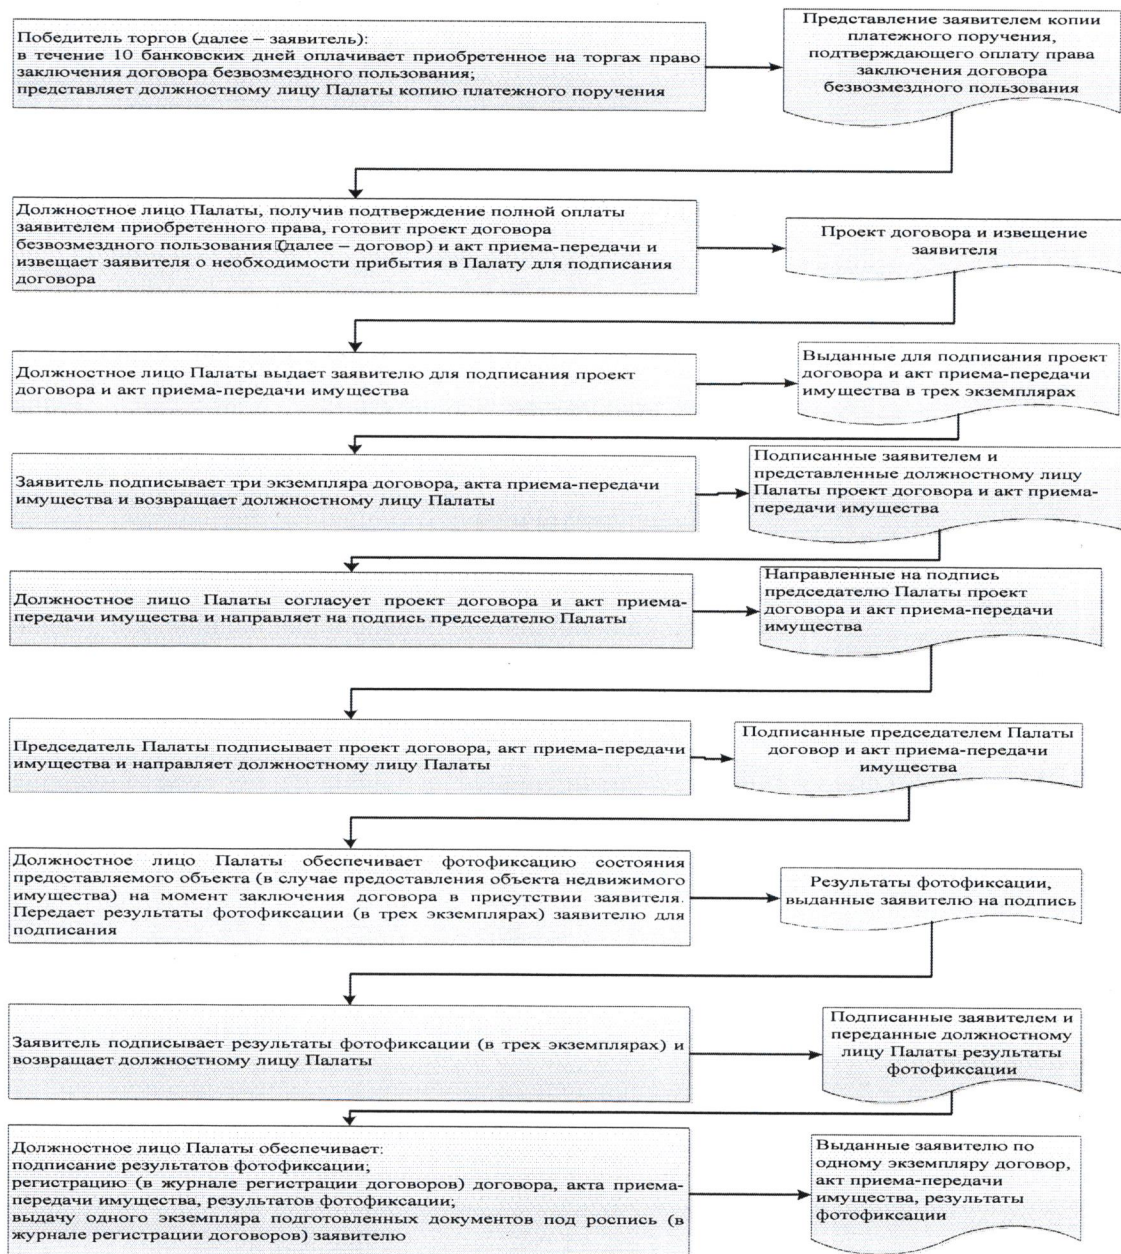 Победитель торгов (далее – заявитель):
в течение 10 банковских дней оплачивает приобретенное на торгах право
заключения договора безвозмездного пользования;
представляет должностному лицу Палаты копию платежного поручения
Представление заявителем копии
платежного поручения,
подтверждающего оплату права
заключения договора
безвозмездного пользования
Должностное лицо Палаты, получив подтверждение полной оплаты
заявителем приобретенного права, готовит проект договора
безвозмездного пользования (далее – договор) и акт приема-передачи и
извещает заявителя о необходимости прибытия в Палату для подписания
договора
Проект договора и извещение
заявителя
Должностное лицо Палаты выдает заявителю для подписания проект
договора и акт приема-передачи имущества
Выданные для подписания проект
договора и акт приема-передачи
имущества в трех экземплярах
Заявитель подписывает три экземпляра договора, акта приема-передачи
имущества и возвращает должностному лицу Палаты
Подписанные заявителем и
представленные должностному лицу
Палаты проект договора и акт приема-
передачи имущества
Должностное лицо Палаты согласует проект договора и акт приема-
передачи имущества и направляет на подпись председателю Палаты
Направленные на подпись
председателю Палаты проект
договора и акт приема-передачи
имущества
Председатель Палаты подписывает проект договора, акт приема-передачи
имущества и направляет должностному лицу Палаты
Подписанные председателем Палаты
договор и акт приема-передачи
имущества
Должностное лицо Палаты обеспечивает фотофиксацию состояния
предоставляемого объекта (в случае предоставления объекта недвижимого
имущества) на момент заключения договора в присутствии заявителя.
Передает результаты фотофиксации (в трех экземплярах) заявителю для
подписания
Результаты фотофиксации,
выданные заявителю на подпись
Заявитель подписывает результаты фотофиксации (в трех экземплярах) и
возвращает должностному лицу Палаты
Подписанные заявителем и
переданные должностному
лицу Палаты результаты
фотофиксации
Должностное лицо Палаты обеспечивает:
подписание результатов фотофиксации;
регистрацию (в журнале регистрации договоров) договора, акта приема-
передачи имущества, результатов фотофиксации;
выдачу одного экземпляра подготовленных документов под роспись (в
журнале регистрации договоров) заявителю
Выданные заявителю по
одному экземпляру договор,
акт приема-передачи
имущества, результаты
фотофиксации